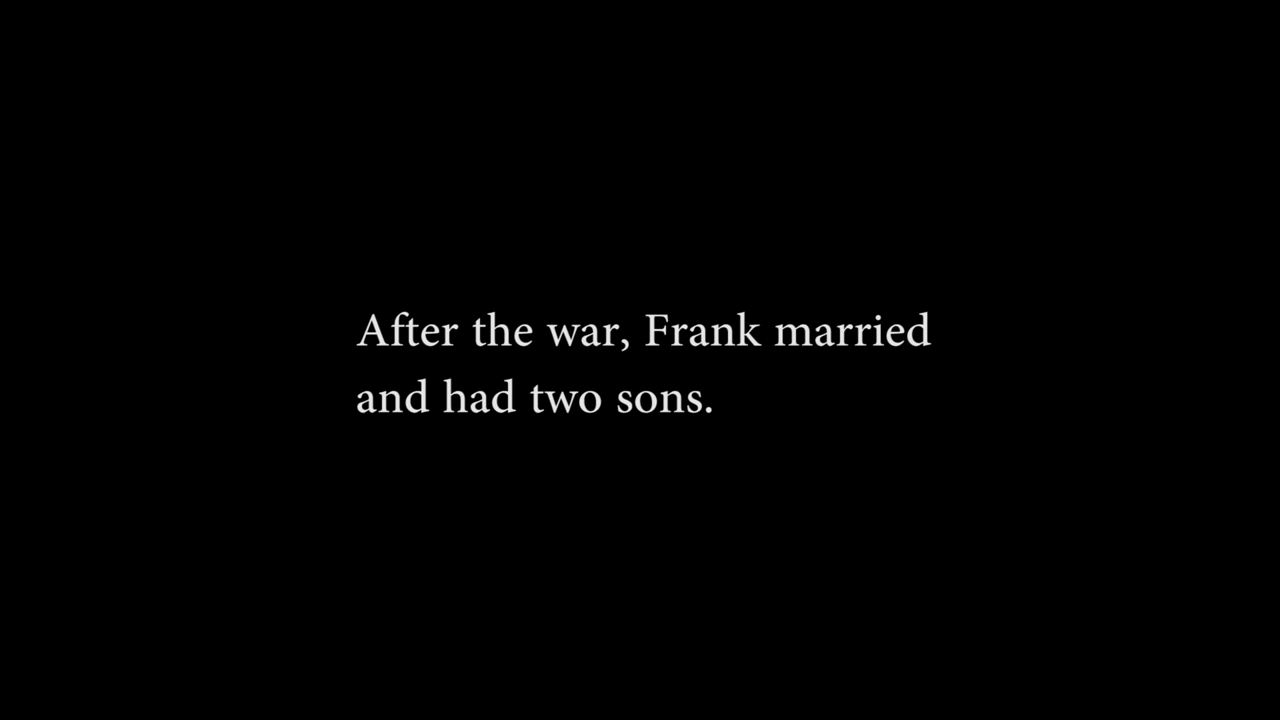 After the war, Frank married
and had two sons.